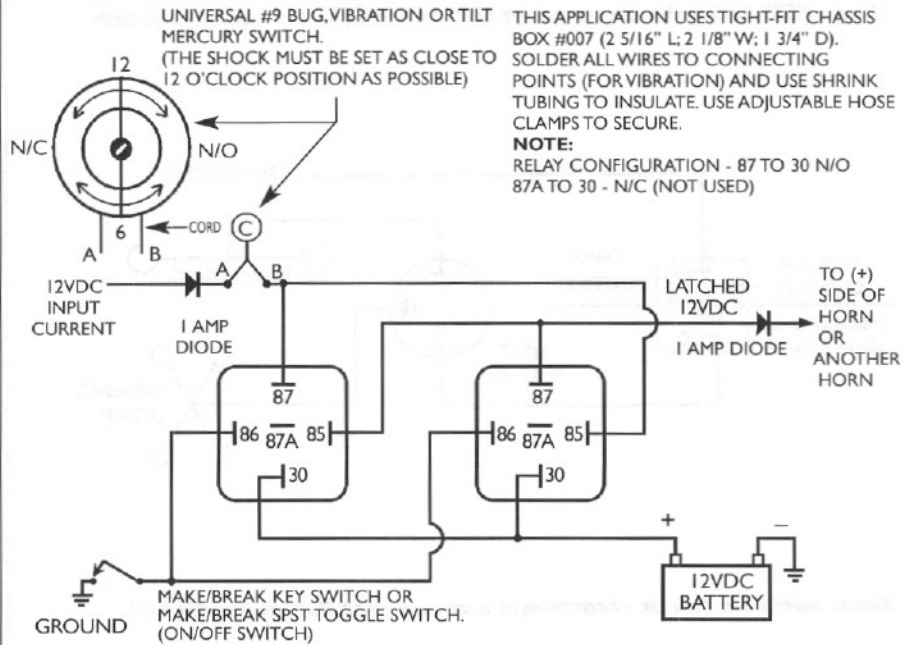 UNIVERSAL #9 BUG, VIBRATION OR TILT
MERCURY SWITCH.
(THE SHOCK MUST BE SET AS CLOSE TO
12 O'CLOCK POSITION AS POSSIBLE)
THIS APPLICATION USES TIGHT-FIT CHASSIS
BOX #007 (2 5/16" L; 2 1/8" W; 1 3/4" D).
SOLDER ALL WIRES TO CONNECTING
POINTS (FOR VIBRATION) AND USE SHRINK
TUBING TO INSULATE. USE ADJUSTABLE HOSE
CLAMPS TO SECURE.
NOTE:
RELAY CONFIGURATION - 87 TO 30 N/O
87A TO 30 - N/C (NOT USED)
12
N/C
N/O
6
CORD
C
A
B
A
B
12VDC
INPUT
CURRENT
1 AMP
DIODE
LATCHED
12VDC
1 AMP DIODE
TO (+)
SIDE OF
HORN
OR
ANOTHER
HORN
87
86
87A
85
30
87
86
87A
85
30
+
–
12VDC
BATTERY
GROUND
MAKE/BREAK KEY SWITCH OR
MAKE/BREAK SPST TOGGLE SWITCH.
(ON/OFF SWITCH)